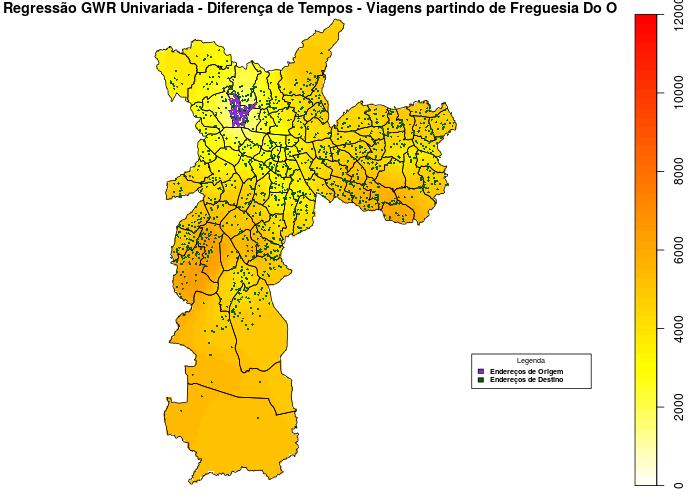 Regressão GWR Univariada - Diferença de Tempos - Viagens partindo de Freguesia Do O
12000
10000
8000
6000
4000
2000
0
Legenda
Endereços de Origem
Endereços de Destino